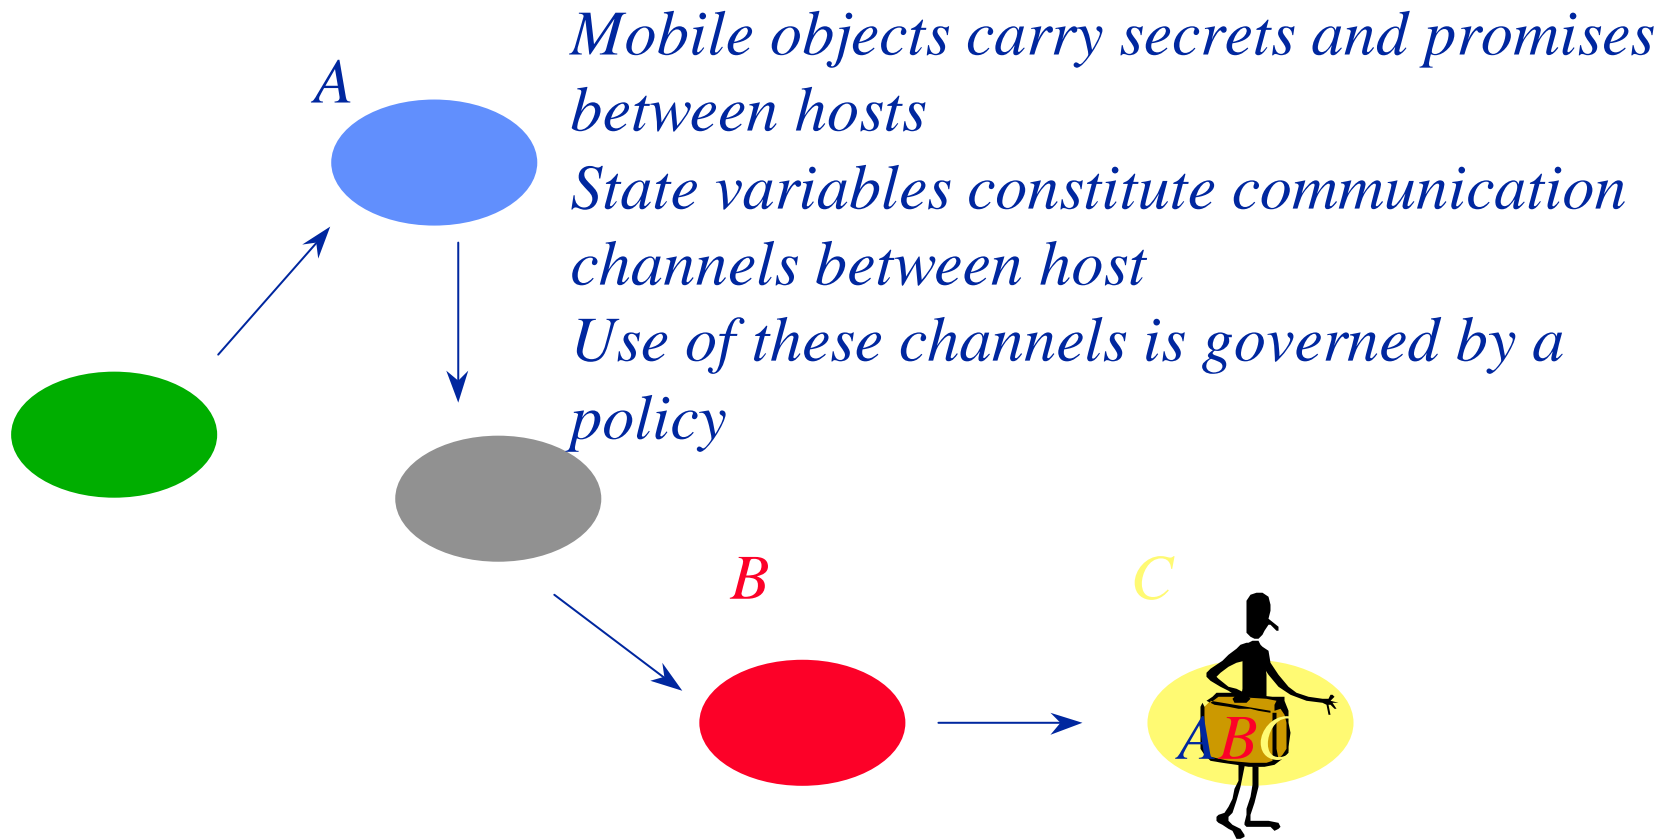 Mobile objects carry secrets and promises
between hosts
State variables constitute communication
channels between host
Use of these channels is governed by a
policy
A
B
C
ABC